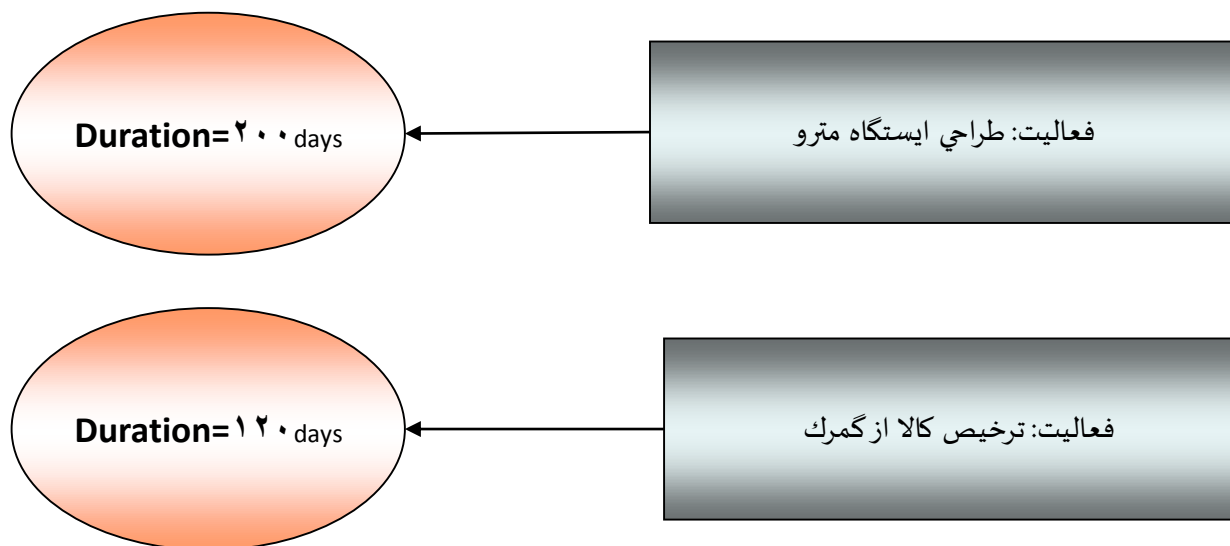 فعاليت: طراحي ايستگاه مترو
Duration=۲۰۰days
فعاليت: ترخيص كالا از گمرك
Duration=۱۲۰days